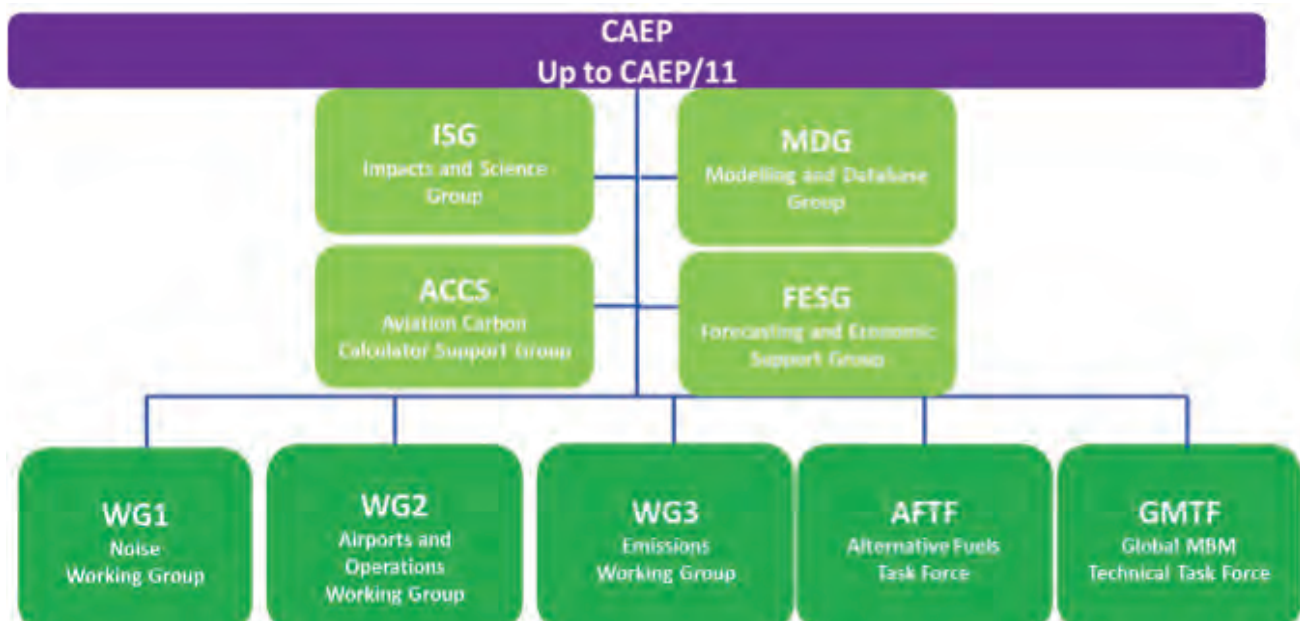 CAEP
Up to CAEP/11
ISG
Impacts and Science
Group
MDG
Modelling and Database
Group
ACCS
Aviation Carbon
Calculator Support Group
FESG
Forecasting and Economic
Support Group
WG1
Noise
Working Group
WG2
Airports and
Operations
Working Group
WG3
Emissions
Working Group
AFTF
Alternative Fuels
Task Force
GMTF
Global MBM
Technical Task Force